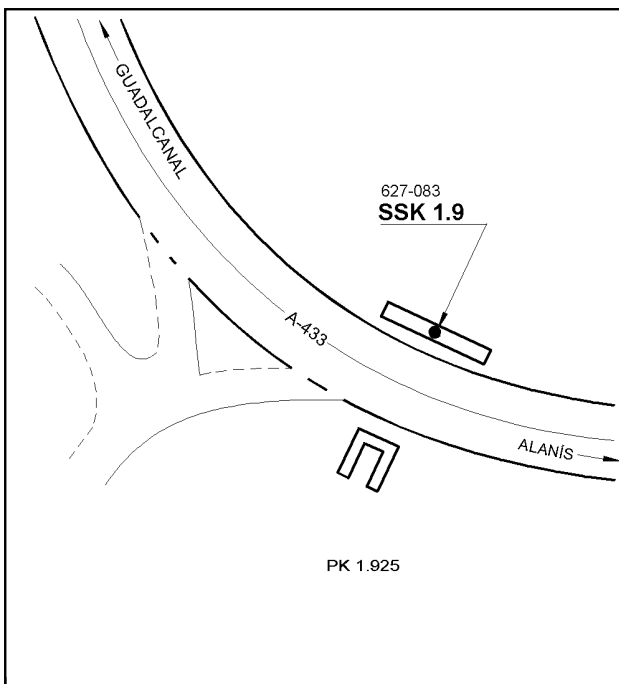 GUADALCANAL
627-083
SSK 1.9
A-433
ALANÍS
PK 1.925